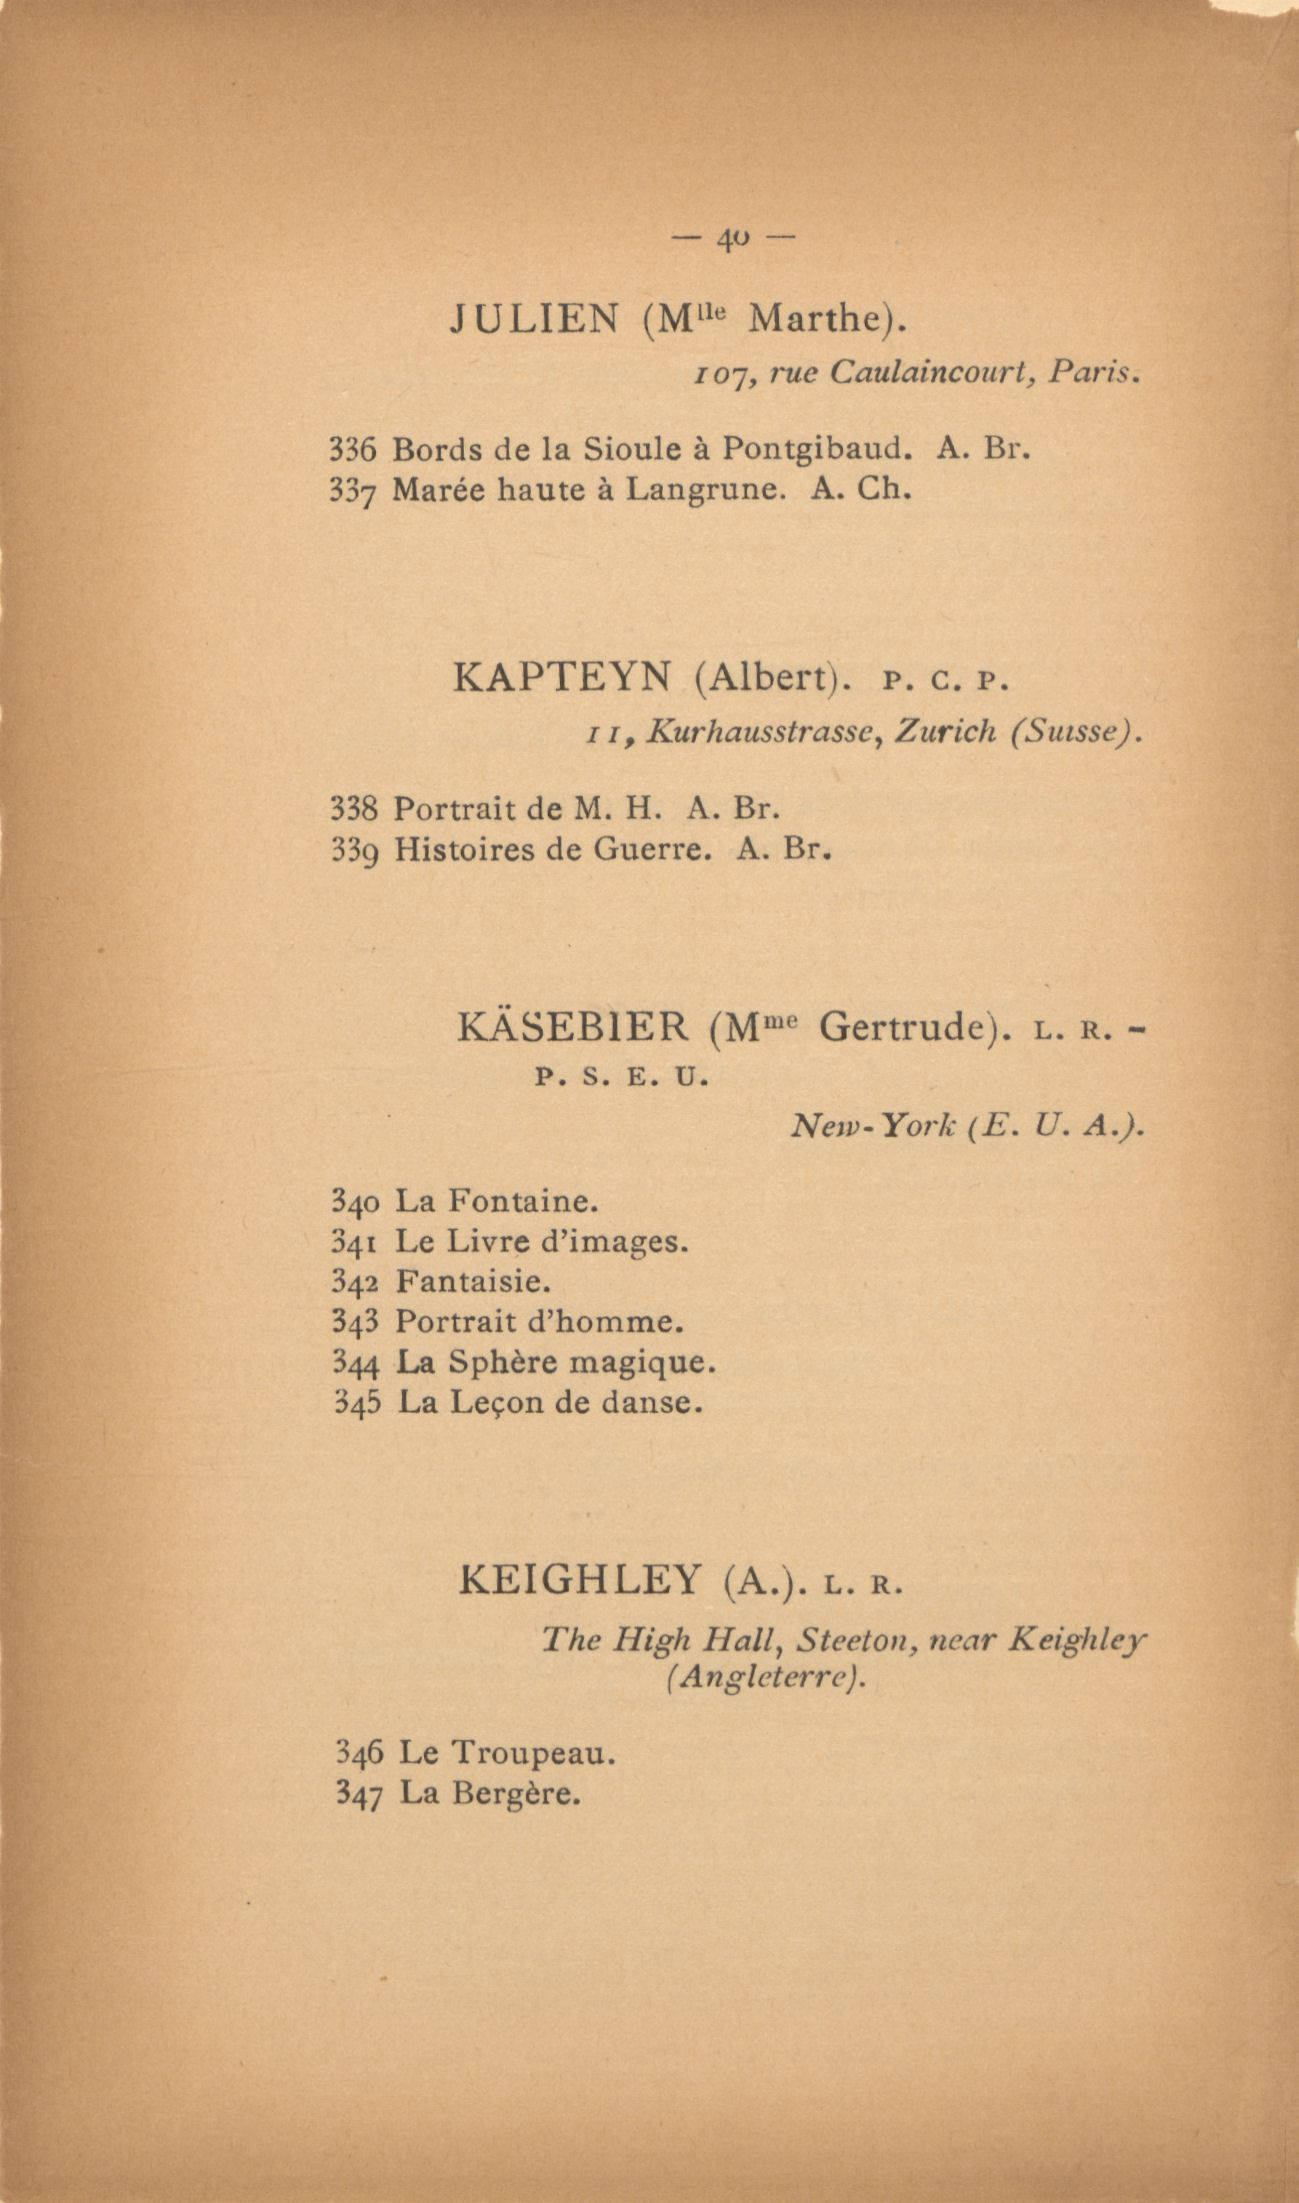 — 40 —
JULIEN (Mlle Marthe).
107, rue Caulaincourt, Paris.
336 Bords de la Sioule à Pontgibaud. A. Br.
337 Marée haute à Langrune. A. Ch.
KAPTEYN (Albert). P. C. P.
11, Kurhausstrasse, Zurich (Suisse).
338 Portrait de M. H. A. Br.
339 Histoires de Guerre. A. Br.
KÄSEBIER (Mme Gertrude). L. R. -
P. S. E. U.
New-York (E. U. A.).
340 La Fontaine.
341 Le Livre d'images.
342 Fantaisie.
343 Portrait d'homme.
344 La Sphère magique.
345 La Leçon de danse.
KEIGHLEY (A.). L. R.
The High Hall, Steeton, near Keighley
(Angleterre).
346 Le Troupeau.
347 La Bergère.